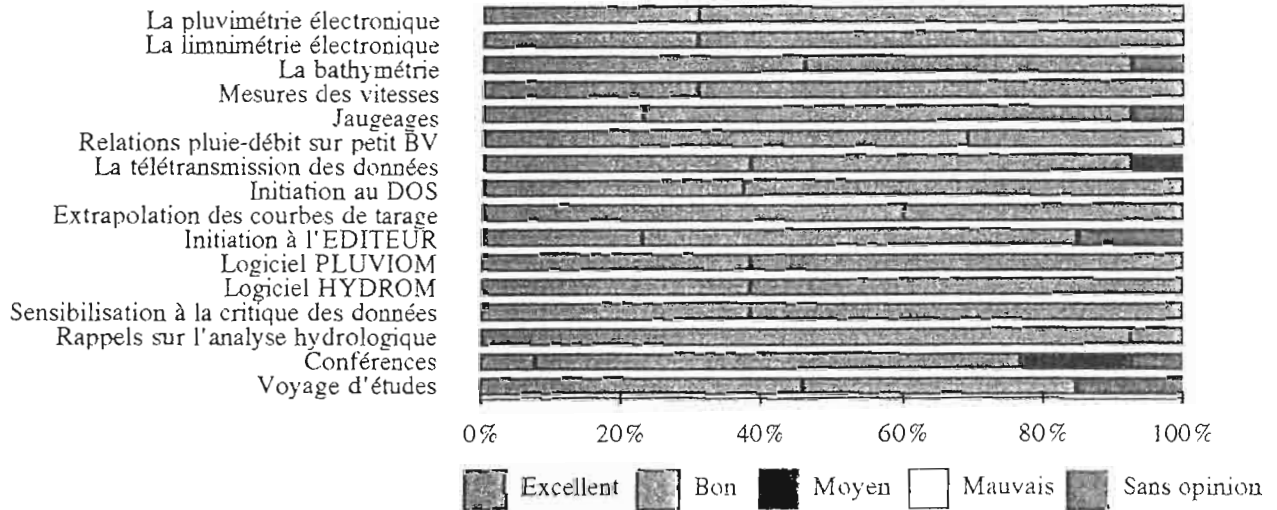 La pluvimétrie électronique
La limnimétrie électronique
La bathymétrie
Mesures des vitesses
Jaugeages
Relations pluie-débit sur petit BV
La télétransmission des données
Initiation au DOS
Extrapolation des courbes de tarage
Initiation à l'EDITEUR
Logiciel PLUVIOM
Logiciel HYDROM
Sensibilisation à la critique des données
Rappels sur l'analyse hydrologique
Conférences
Voyage d'études
0% 20% 40% 60% 80% 100%
Excellent Bon Moyen Mauvais Sans opinion